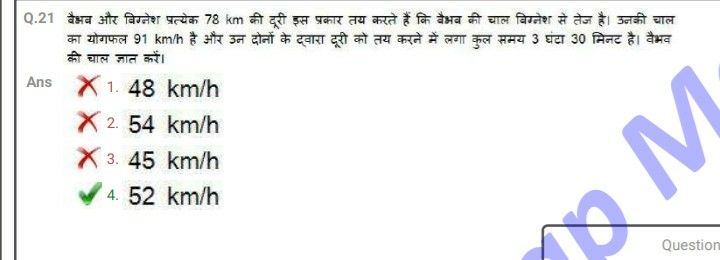 Q.21 वैभव और विग्नेश प्रत्येक 78 km की दूरी इस प्रकार तय करते हैं कि वैभव की चाल विग्नेश से तेज है। उनकी चाल
का योगफल 91 km/h है और उन दोनों के द्वारा दूरी को तय करने में लगा कुल समय 3 घंटा 30 मिनट है। वैभव
की चाल ज्ञात करें।
Ans
1. 48 km/h
2. 54 km/h
3. 45 km/h
4. 52 km/h
ap M
Question